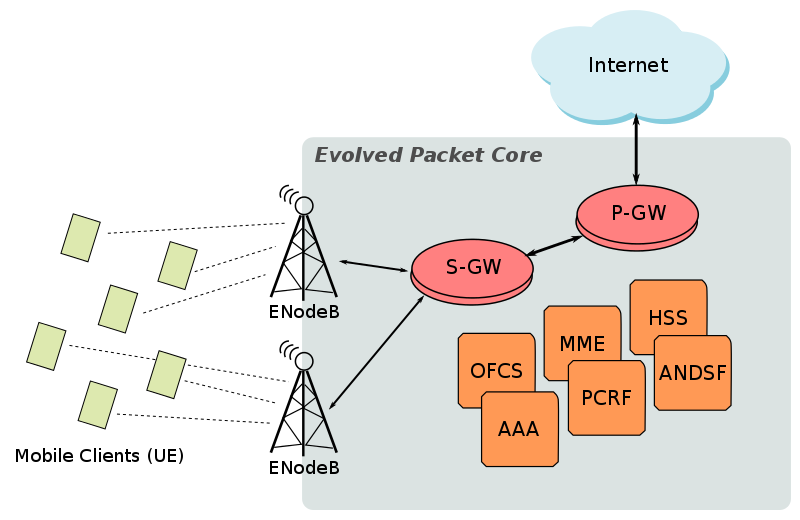 Internet
Evolved Packet Core
P-GW
S-GW
ENodeB
HSS
MME
OFCS
ANDSF
PCRF
AAA
Mobile Clients (UE)
ENodeB